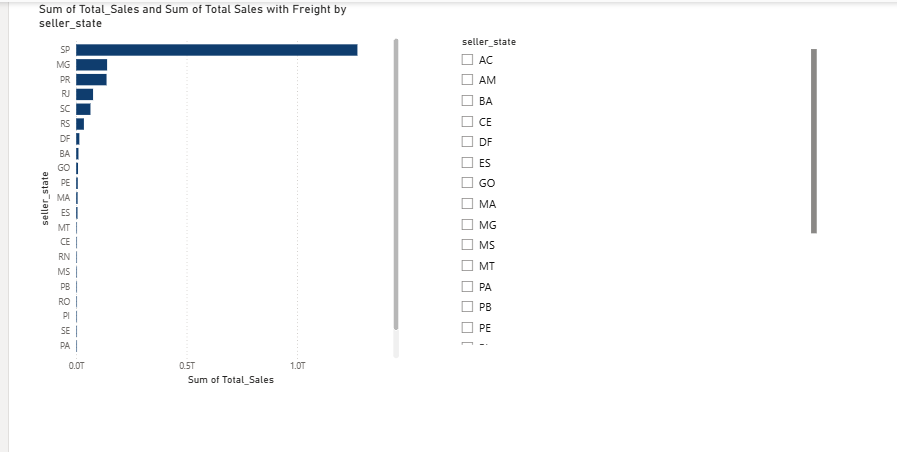 Sum of Total_Sales and Sum of Total Sales with Freight by
seller_state
SP
MG
PR
RJ
SC
RS
DF
BA
GO
PE
MA
ES
MT
CE
RN
MS
PB
RO
PI
SE
PA
seller_state
0.0T 0.5T 1.0T
Sum of Total_Sales
seller_state
AC
AM
BA
CE
DF
ES
GO
MA
MG
MS
MT
PA
PB
PE